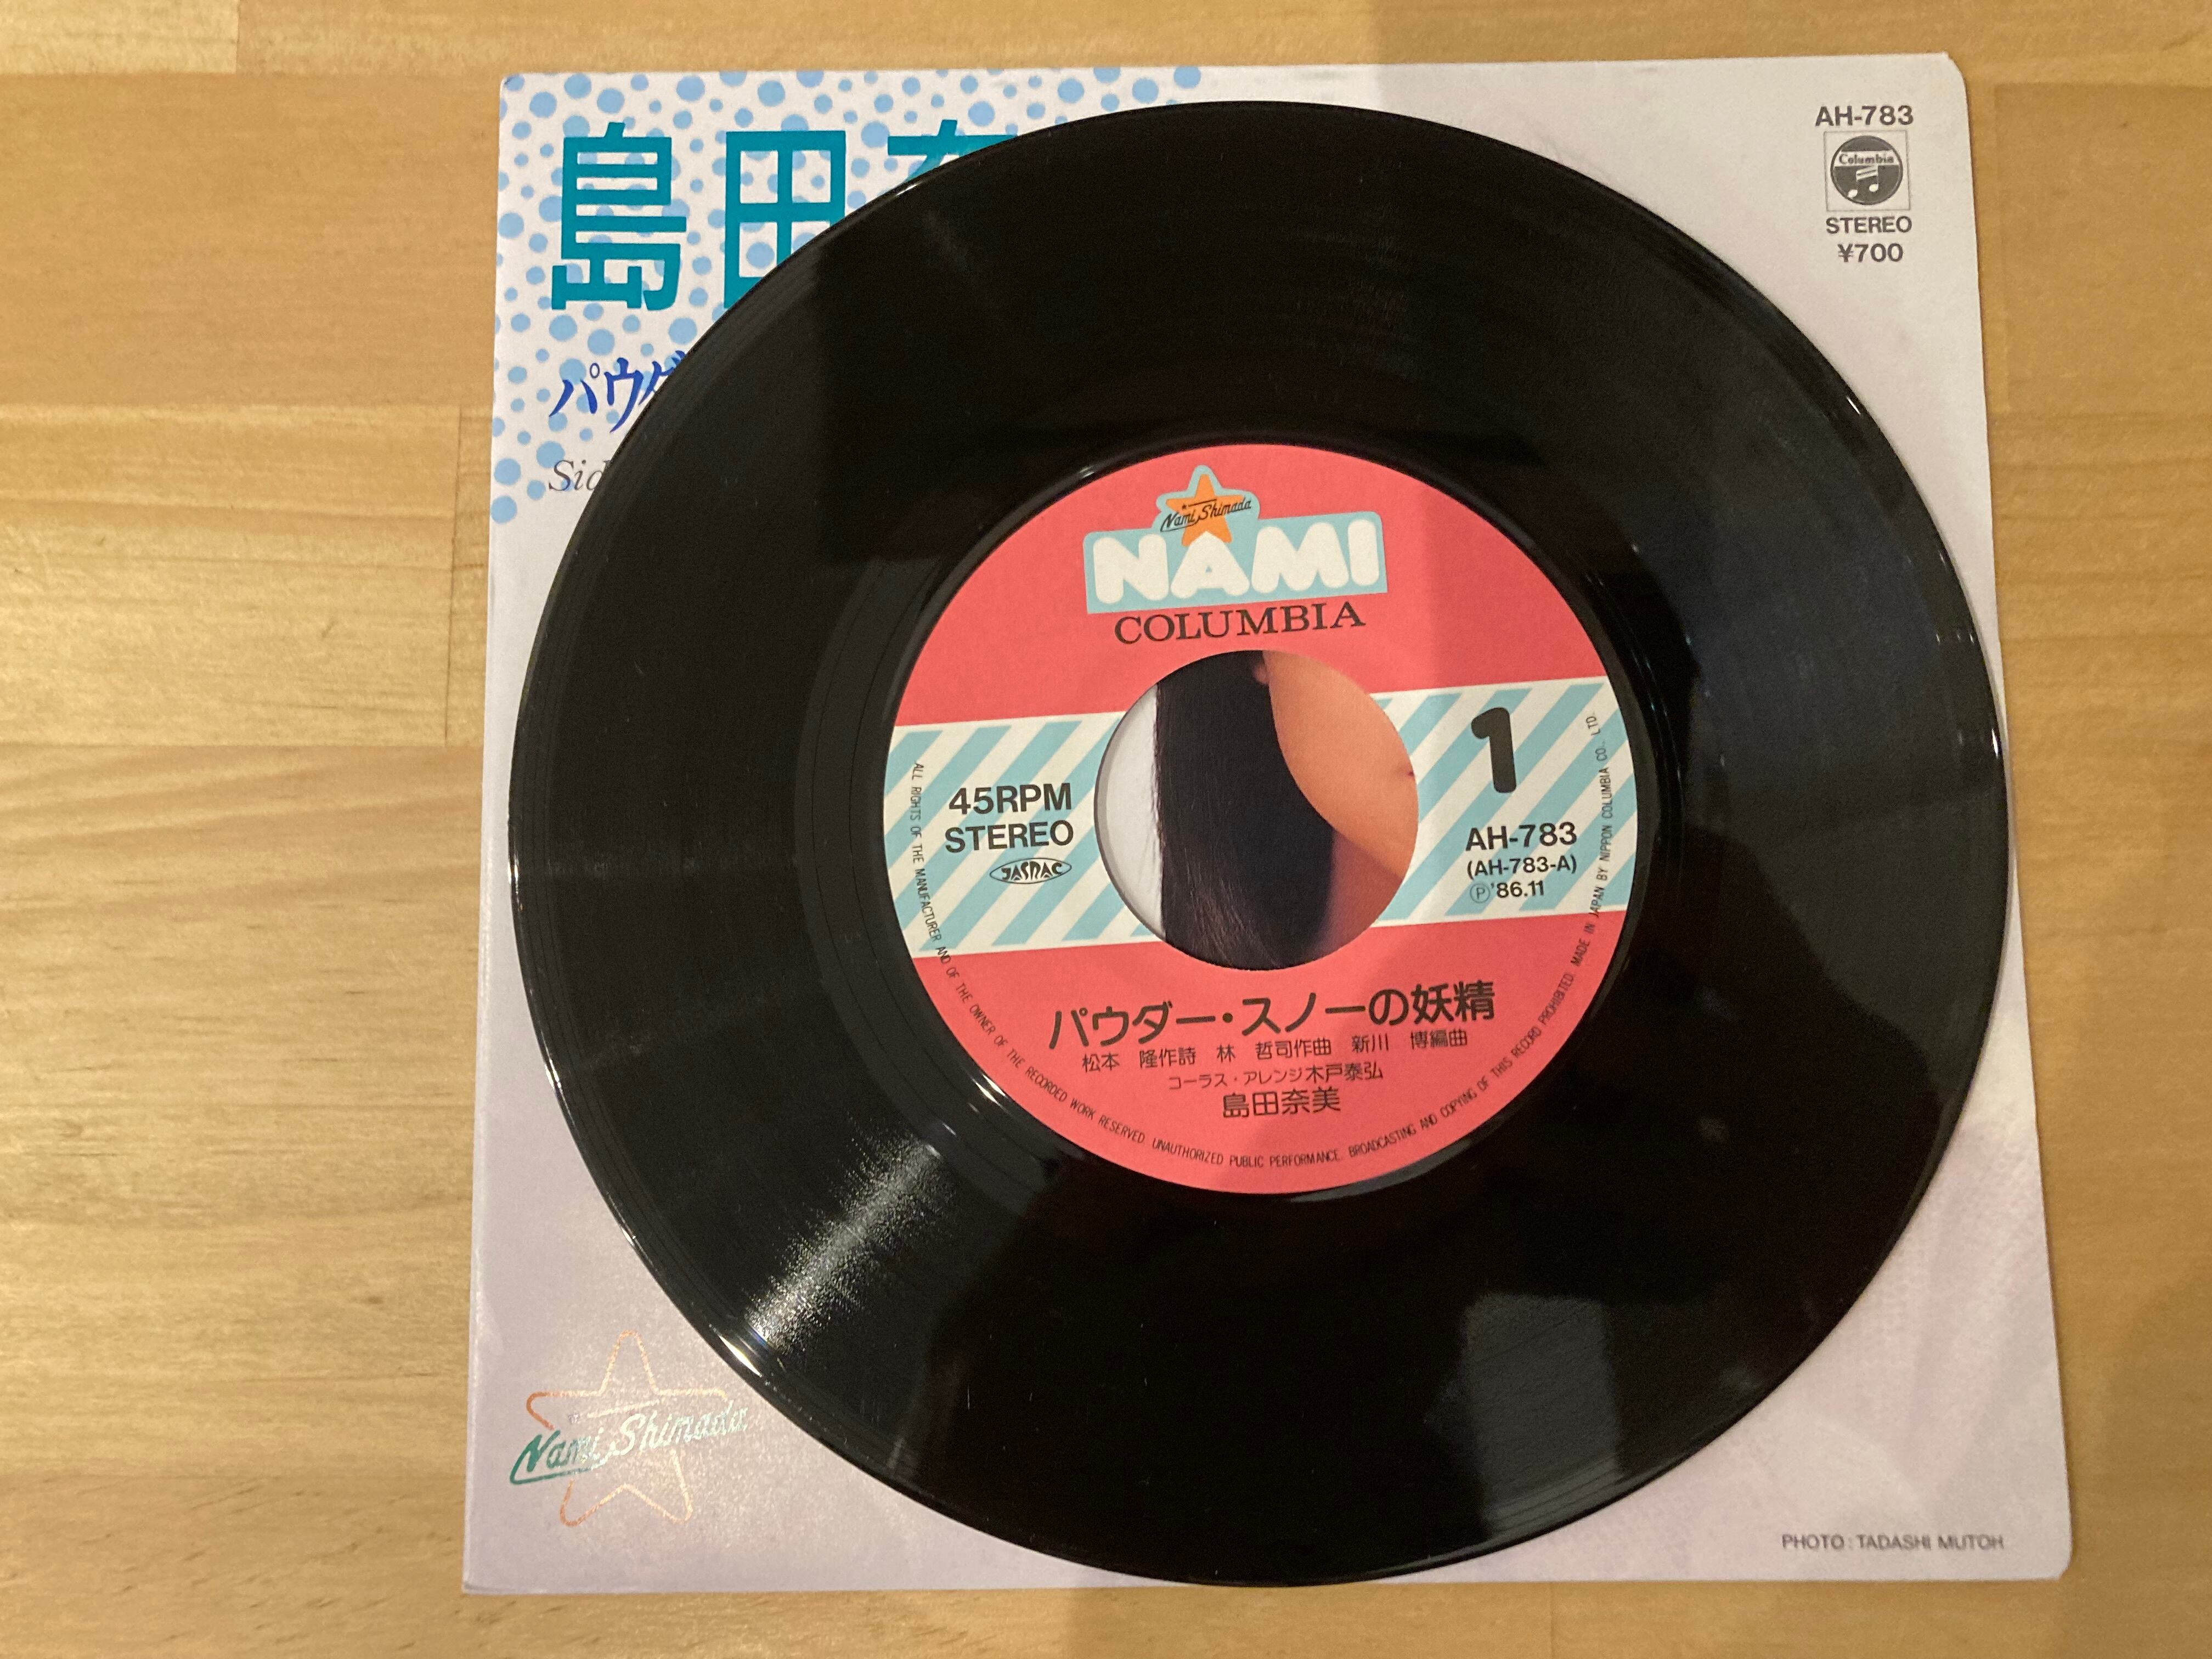 島田奈
パウダ
Sid
AH-783
Columbia
STEREO
¥700
Nami Shimada
NAMI
COLUMBIA
1
45RPM
STEREO
JASRAC
AH-783
(AH-783-A)
Ⓟ'86.11
パウダー・スノーの妖精
松本 隆作詩 林 哲司作曲 新川 博編曲
コーラス・アレンジ木戸泰弘
島田奈美
ALL RIGHTS OF THE MANUFACTURER AND OF THE OWNER OF THE RECORDED WORK RESERVED. UNAUTHORIZED PUBLIC PERFORMANCE. BROADCASTING AND COPYING OF THIS RECORD PROHIBITED. MADE IN JAPAN BY NIPPON COLUMBIA CO., LTD.
Nami Shimada
PHOTO : TADASHI MUTOH